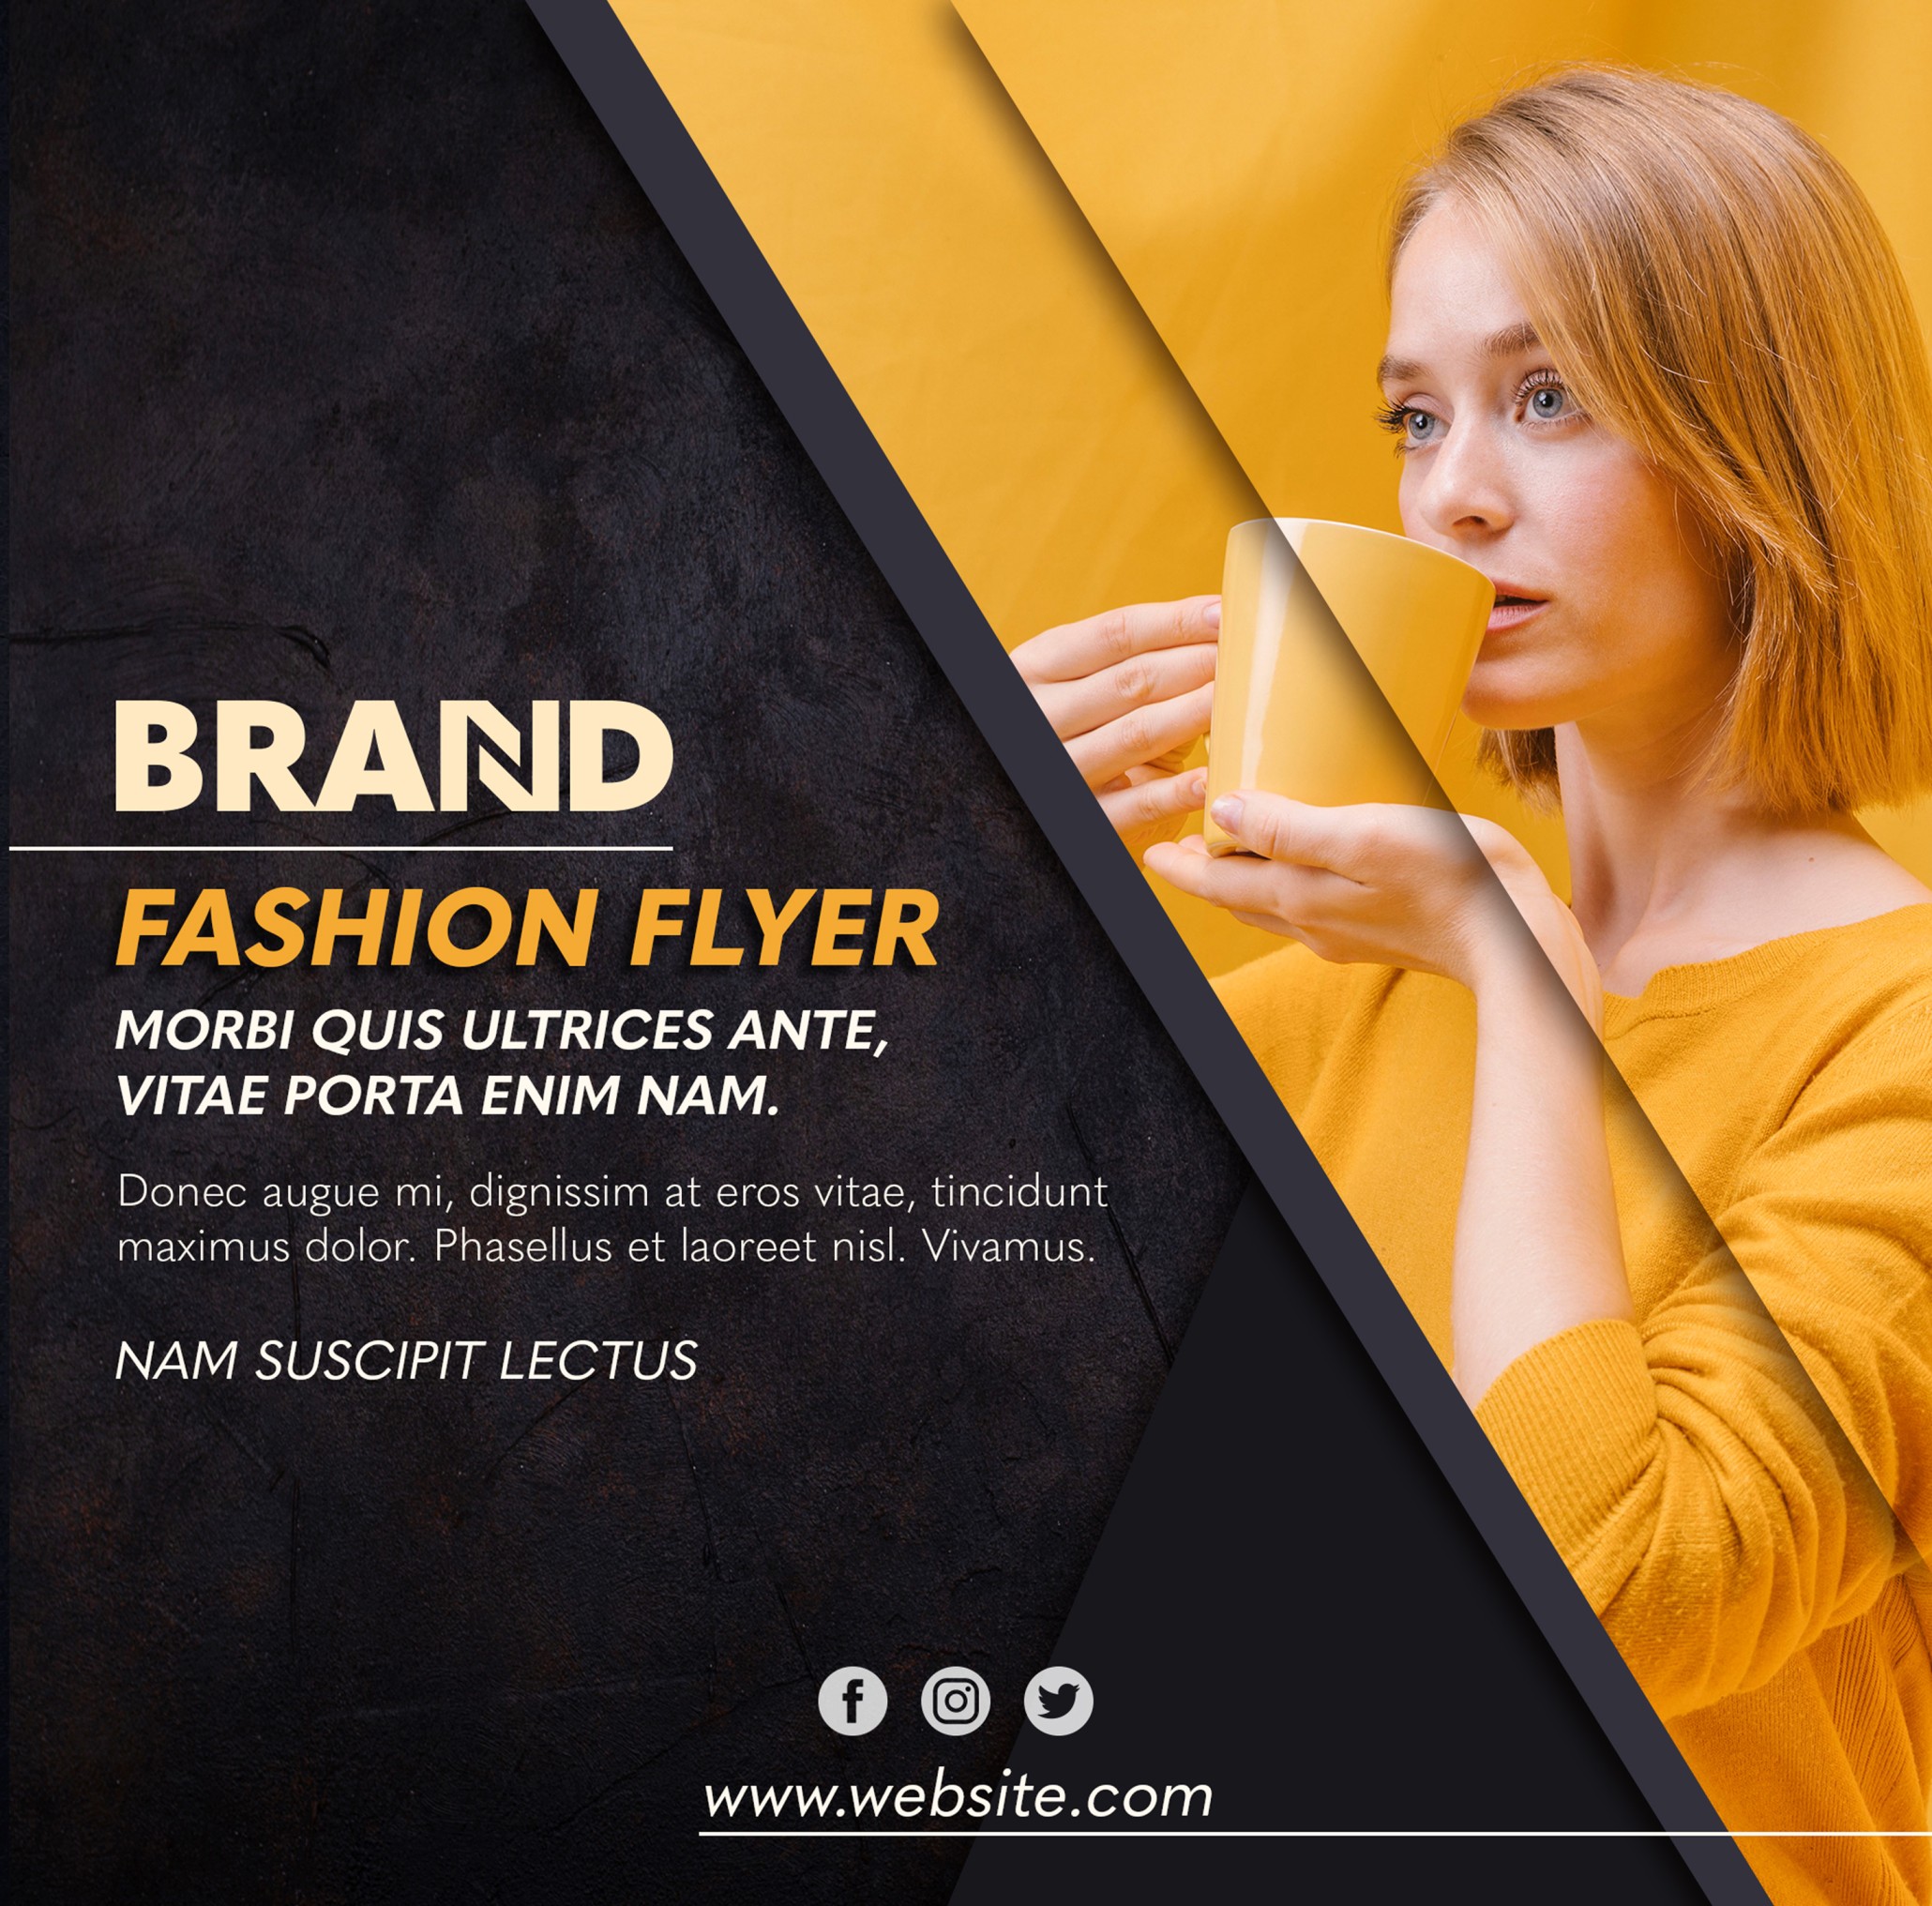 BRAND
FASHION FLYER
MORBI QUIS ULTRICES ANTE,
VITAE PORTA ENIM NAM.
Donec augue mi, dignissim at eros vitae, tincidunt
maximus dolor. Phasellus et laoreet nisl. Vivamus.
NAM SUSCIPIT LECTUS
www.website.com